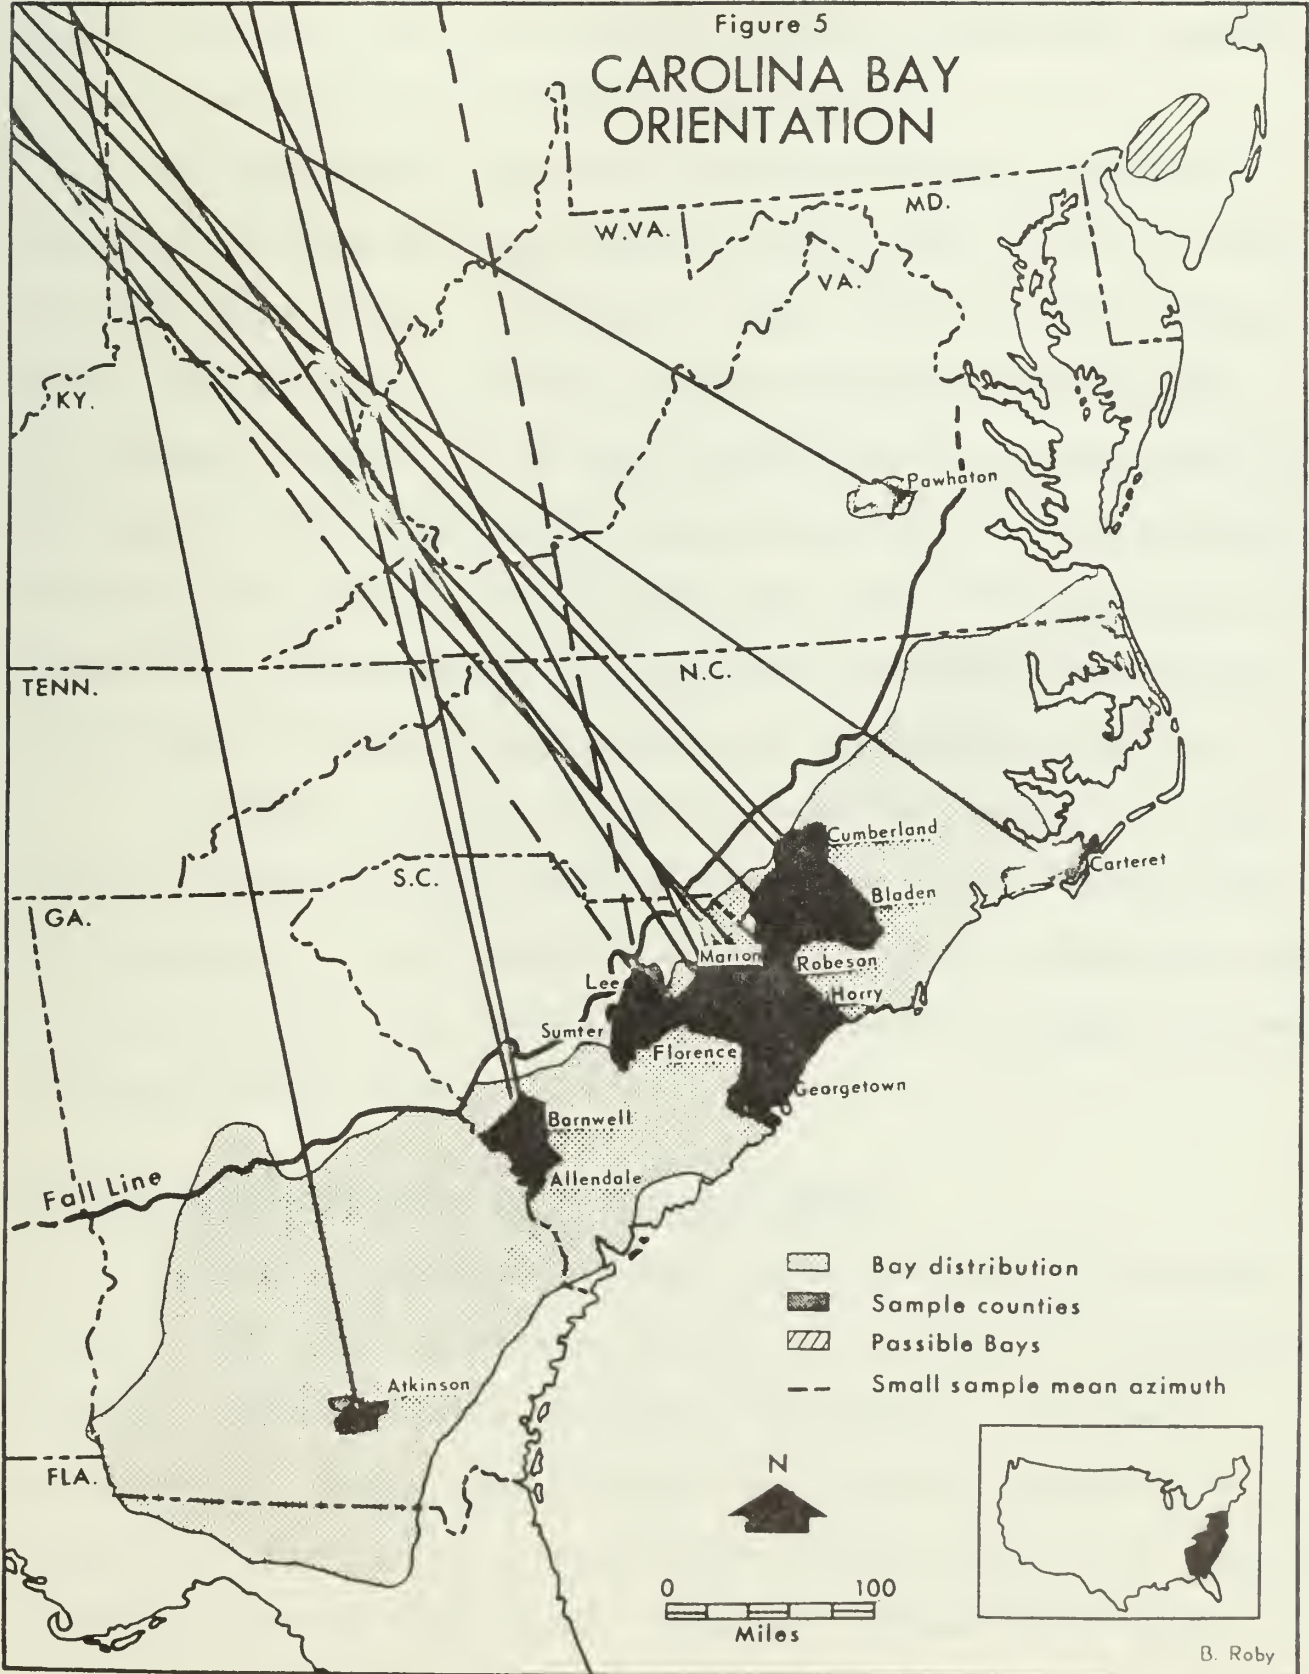 Figure 5
CAROLINA BAY
ORIENTATION
W.VA.
MD.
VA.
KY.
Pawhaton
TENN.
N.C.
Cumberland
Carteret
S.C.
Bladen
GA.
Marion
Robeson
Lee
Horry
Sumter
Florence
Georgetown
Barnwell
Allendale
Fall Line
Bay distribution
Sample counties
Passible Bays
Small sample mean azimuth
Atkinson
FLA.
N
0 100
Miles
B. Roby